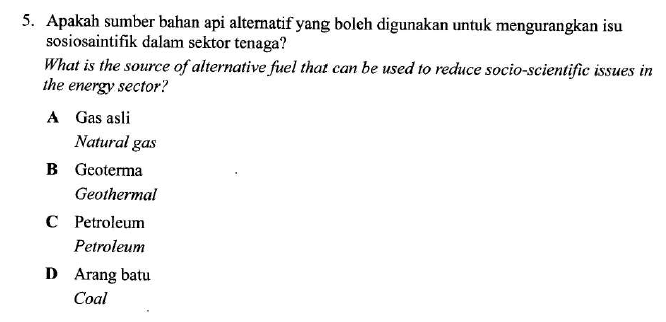 5. Apakah sumber bahan api alternatif yang boleh digunakan untuk mengurangkan isu
sosiosaintifik dalam sektor tenaga?
What is the source of alternative fuel that can be used to reduce socio-scientific issues in
the energy sector?
A Gas asli
Natural gas
B Geoterma
Geothermal
C Petroleum
Petroleum
D Arang batu
Coal